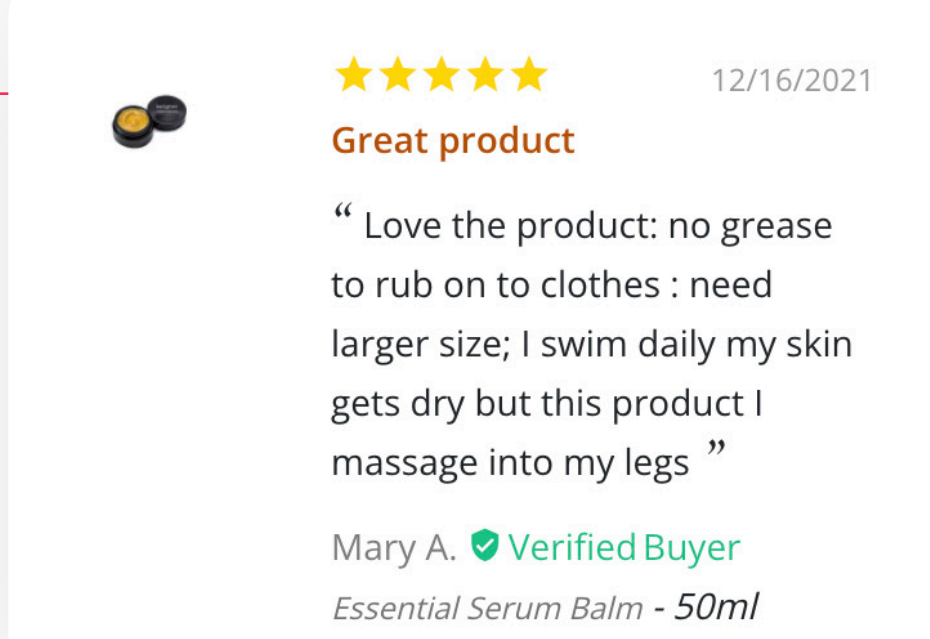 12/16/2021
Great product
“ Love the product: no grease
to rub on to clothes : need
larger size; I swim daily my skin
gets dry but this product I
massage into my legs ”
Mary A. Verified Buyer
Essential Serum Balm - 50ml